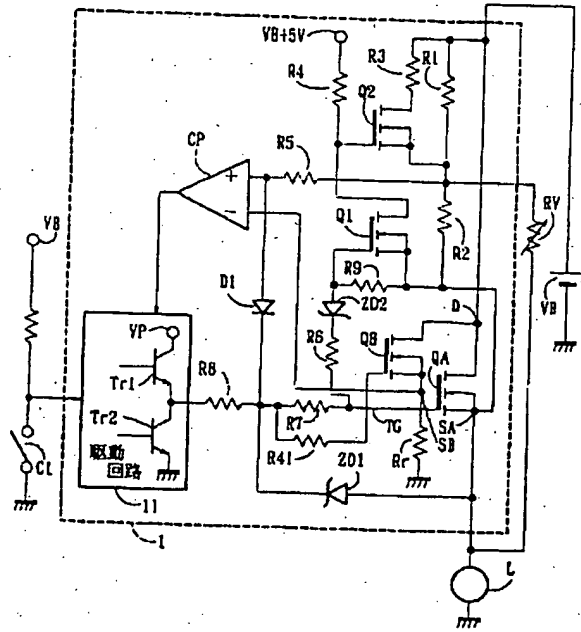 VB+5V
R4
R3
R1
Q2
CP
R5
+
−
Q1
R2
RV
VB
D1
R9
ZD2
D
VB
R6
QB
QA
VP
Tr1
R8
Tr2
R7
TG
SA
SB
R41
Rr
CL
駆動
回路
ZD1
11
1
L